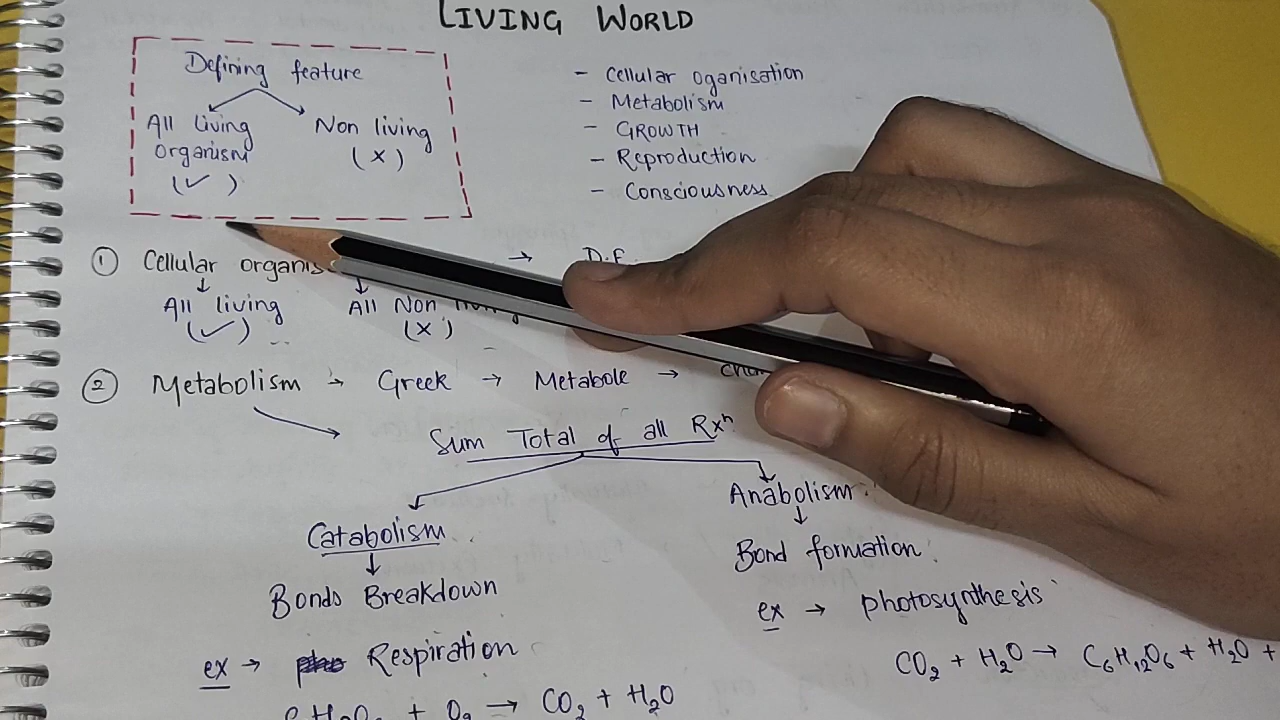 LIVING WORLD
Defining feature
All living organism (✓)
Non living (×)
- Cellular oganisation
- Metabolism
- GROWTH
- Reproduction
- Consciousness
① Cellular → D.F.
↓ All living (✓)
↓ All Non (×)
② Metabolism → Greek → Metabole →
Sum Total of all Rxⁿ
Catabolism
↓
Bonds Breakdown
ex → Respiration
+ O₂ → CO₂ + H₂O
Anabolism
↓
Bond formation
ex → photosynthesis
CO₂ + H₂O → C₆H₁₂O₆ + H₂O +